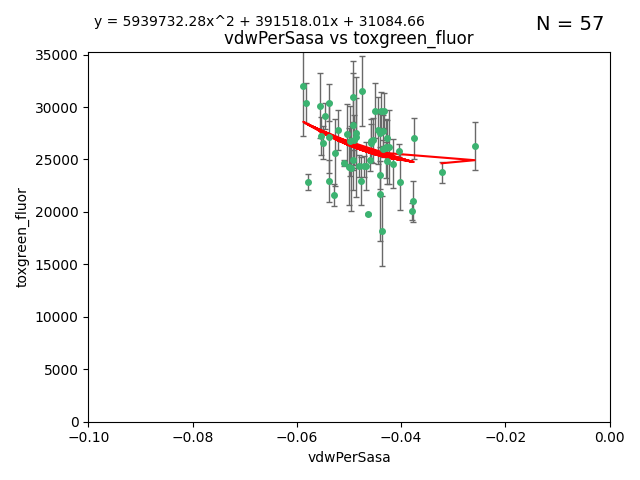 y = 5939732.28x^2 + 391518.01x + 31084.66
N = 57
vdwPerSasa vs toxgreen_fluor
35000
30000
25000
20000
15000
10000
5000
0
toxgreen_fluor
−0.10
−0.08
−0.06
−0.04
−0.02
0.00
vdwPerSasa